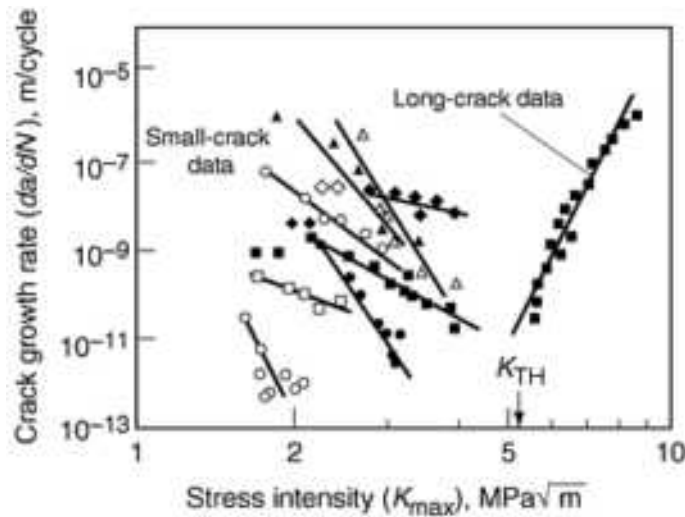 Crack growth rate (da/dN), m/cycle
10⁻⁵
10⁻⁷
10⁻⁹
10⁻¹¹
10⁻¹³
Small-crack
data
Long-crack data
K_TH
1
2
5
10
Stress intensity (K_max), MPa√m